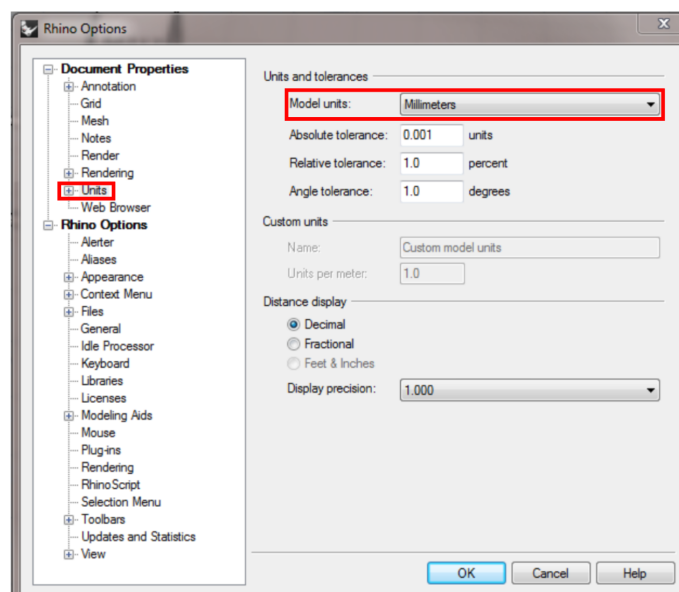 Rhino Options
Document Properties
Annotation
Grid
Mesh
Notes
Render
Rendering
Units
Web Browser
Rhino Options
Alerter
Aliases
Appearance
Context Menu
Files
General
Idle Processor
Keyboard
Libraries
Licenses
Modeling Aids
Mouse
Plug-ins
Rendering
RhinoScript
Selection Menu
Toolbars
Updates and Statistics
View
Units and tolerances
Model units: Millimeters
Absolute tolerance: 0.001 units
Relative tolerance: 1.0 percent
Angle tolerance: 1.0 degrees
Custom units
Name: Custom model units
Units per meter: 1.0
Distance display
Decimal
Fractional
Feet & Inches
Display precision: 1.000
OK Cancel Help